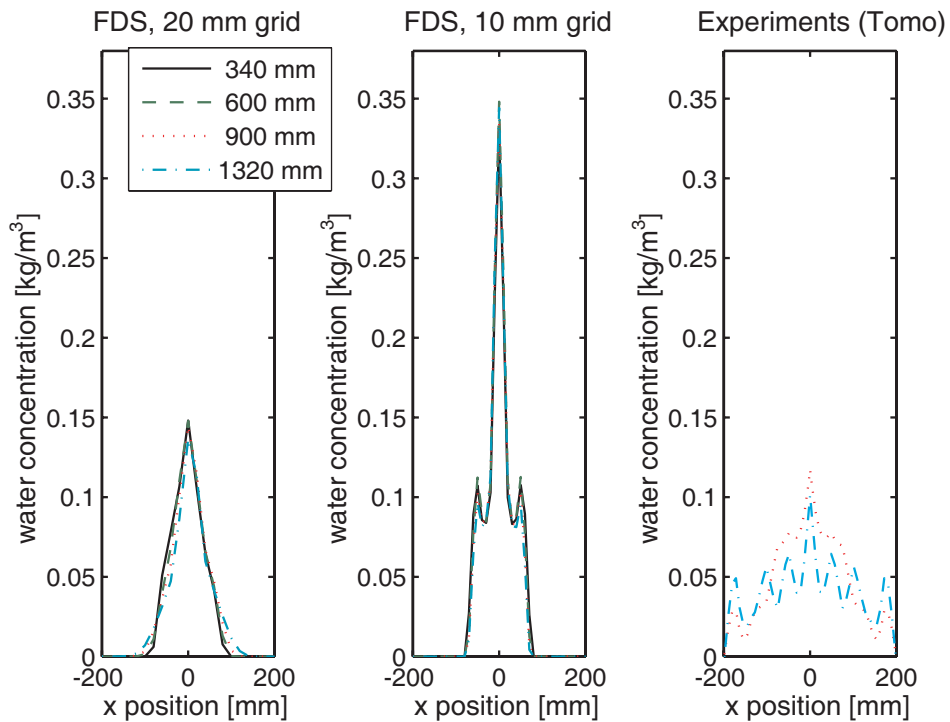 FDS, 20 mm grid
FDS, 10 mm grid
Experiments (Tomo)
340 mm
600 mm
900 mm
1320 mm
water concentration [kg/m³]
0.35
0.3
0.25
0.2
0.15
0.1
0.05
0
-200
0
200
x position [mm]
water concentration [kg/m³]
0.35
0.3
0.25
0.2
0.15
0.1
0.05
0
-200
0
200
x position [mm]
water concentration [kg/m³]
0.35
0.3
0.25
0.2
0.15
0.1
0.05
0
-200
0
200
x position [mm]